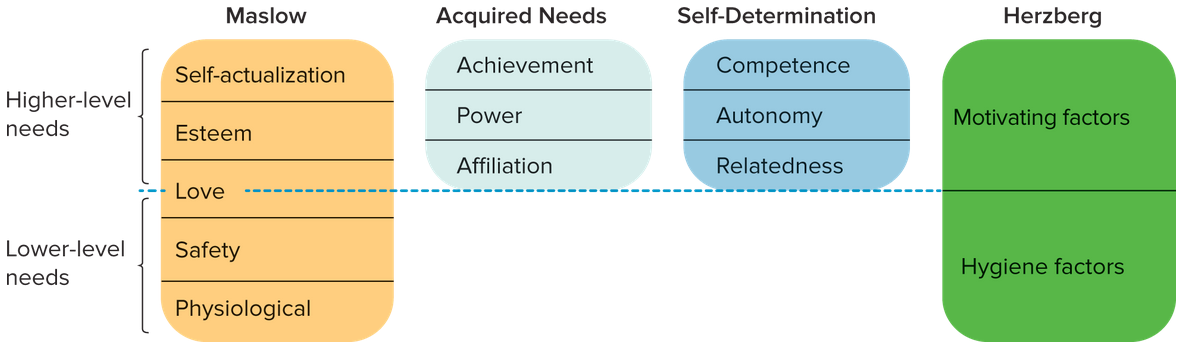 Maslow
Acquired Needs
Self-Determination
Herzberg
Higher-level
needs
Lower-level
needs
Self-actualization
Esteem
Love
Safety
Physiological
Achievement
Power
Affiliation
Competence
Autonomy
Relatedness
Motivating factors
Hygiene factors